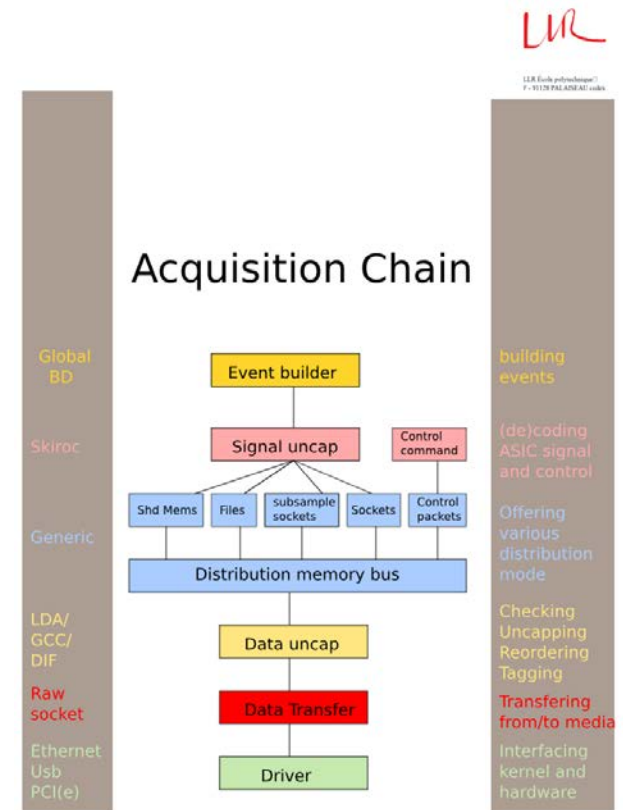 LLR
LLR École polytechnique
F - 91128 PALAISEAU cedex
Acquisition Chain
Global
BD
Event builder
building
events
Skiroc
Signal uncap
Control
command
(de)coding
ASIC signal
and control
Generic
Shd Mems
Files
subsample
sockets
Sockets
Control
packets
Distribution memory bus
Offering
various
distribution
mode
LDA/
GCC/
DIF
Data uncap
Checking
Uncapping
Reordering
Tagging
Raw
socket
Data Transfer
Transfering
from/to media
Ethernet
Usb
PCI(e)
Driver
Interfacing
kernel and
hardware